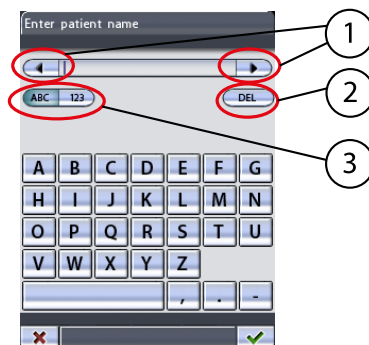 Enter patient name
1
ABC 123 DEL
2
3
A B C D E F G
H I J K L M N
O P Q R S T U
V W X Y Z
, . -